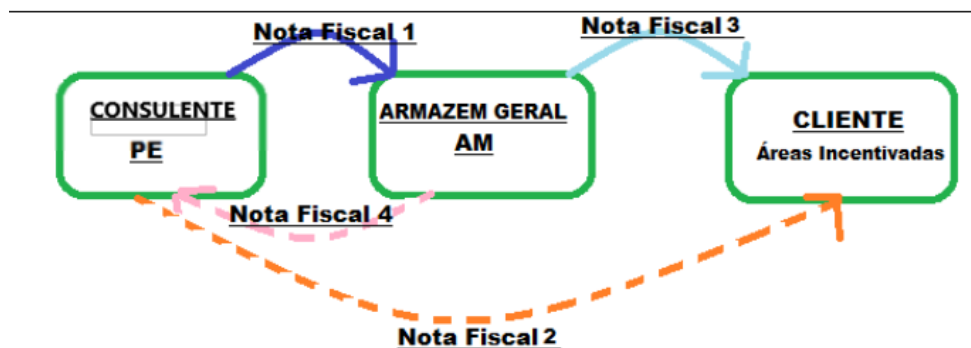 Nota Fiscal 1
Nota Fiscal 3
CONSULENTE
PE
ARMAZEM GERAL
AM
CLIENTE
Áreas Incentivadas
Nota Fiscal 4
Nota Fiscal 2